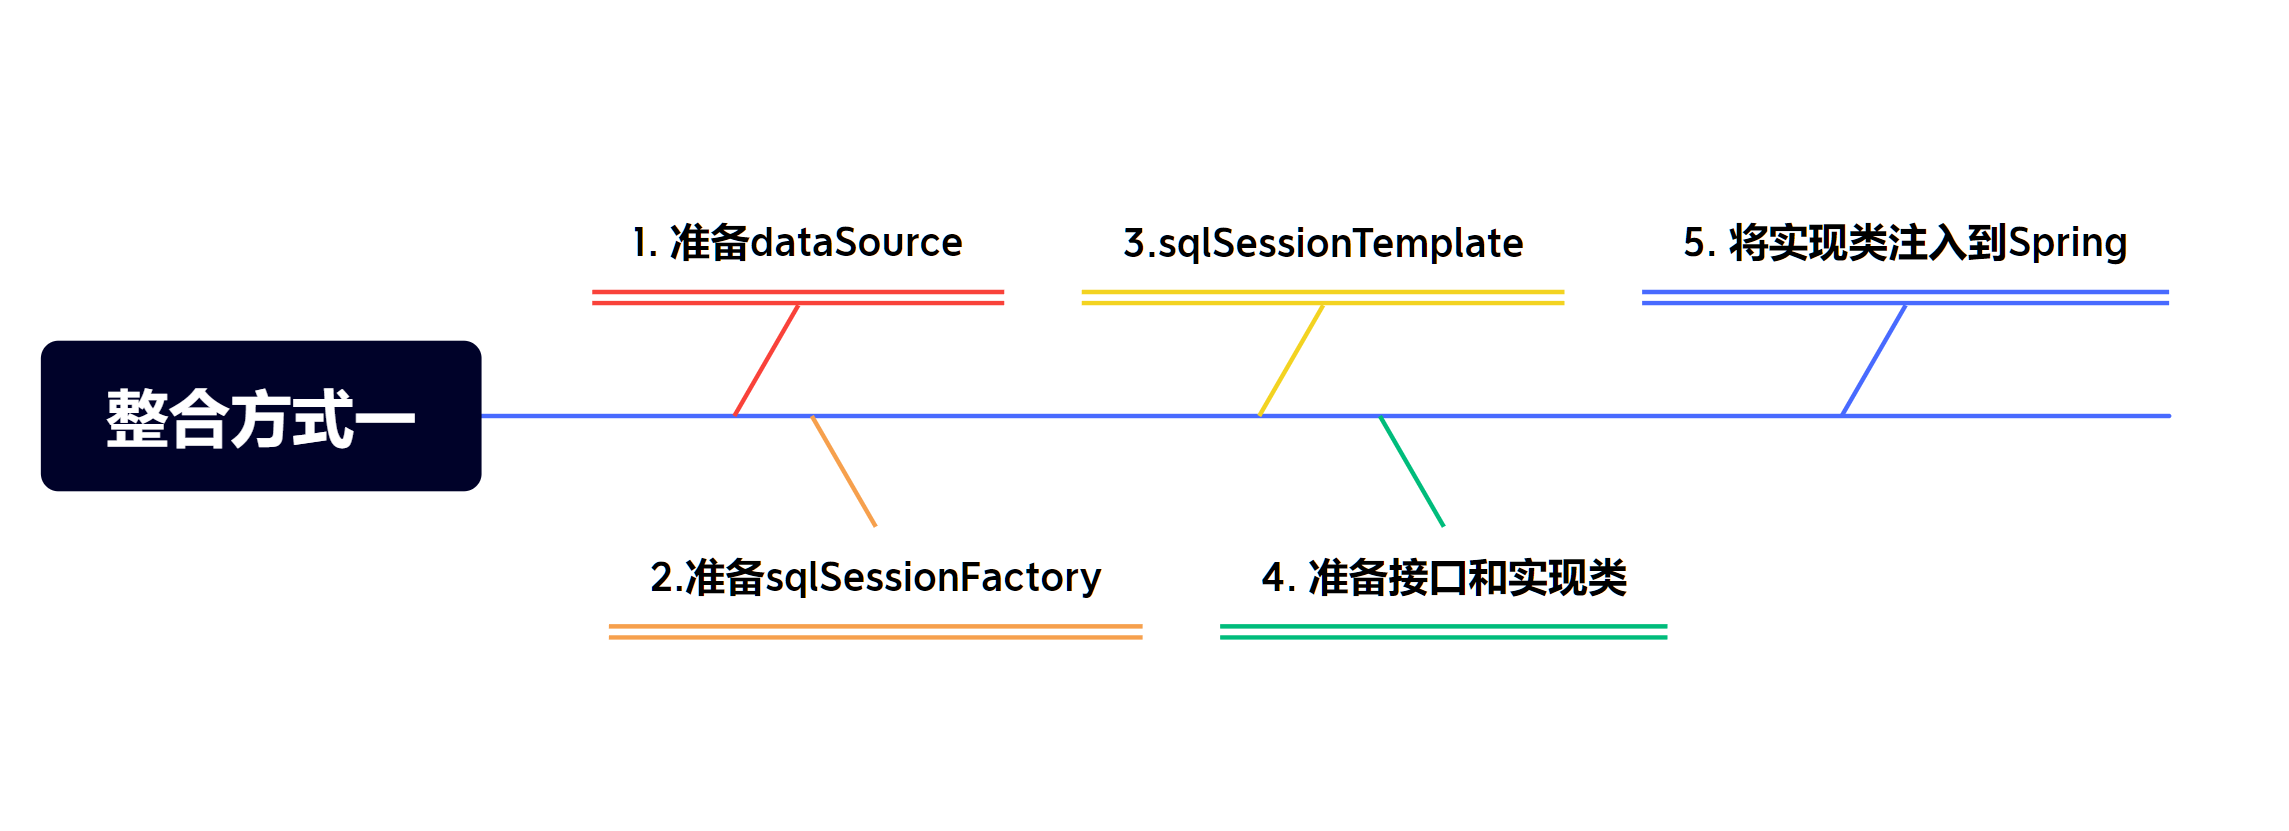 整合方式一
1. 准备dataSource
2.准备sqlSessionFactory
3.sqlSessionTemplate
4. 准备接口和实现类
5. 将实现类注入到Spring